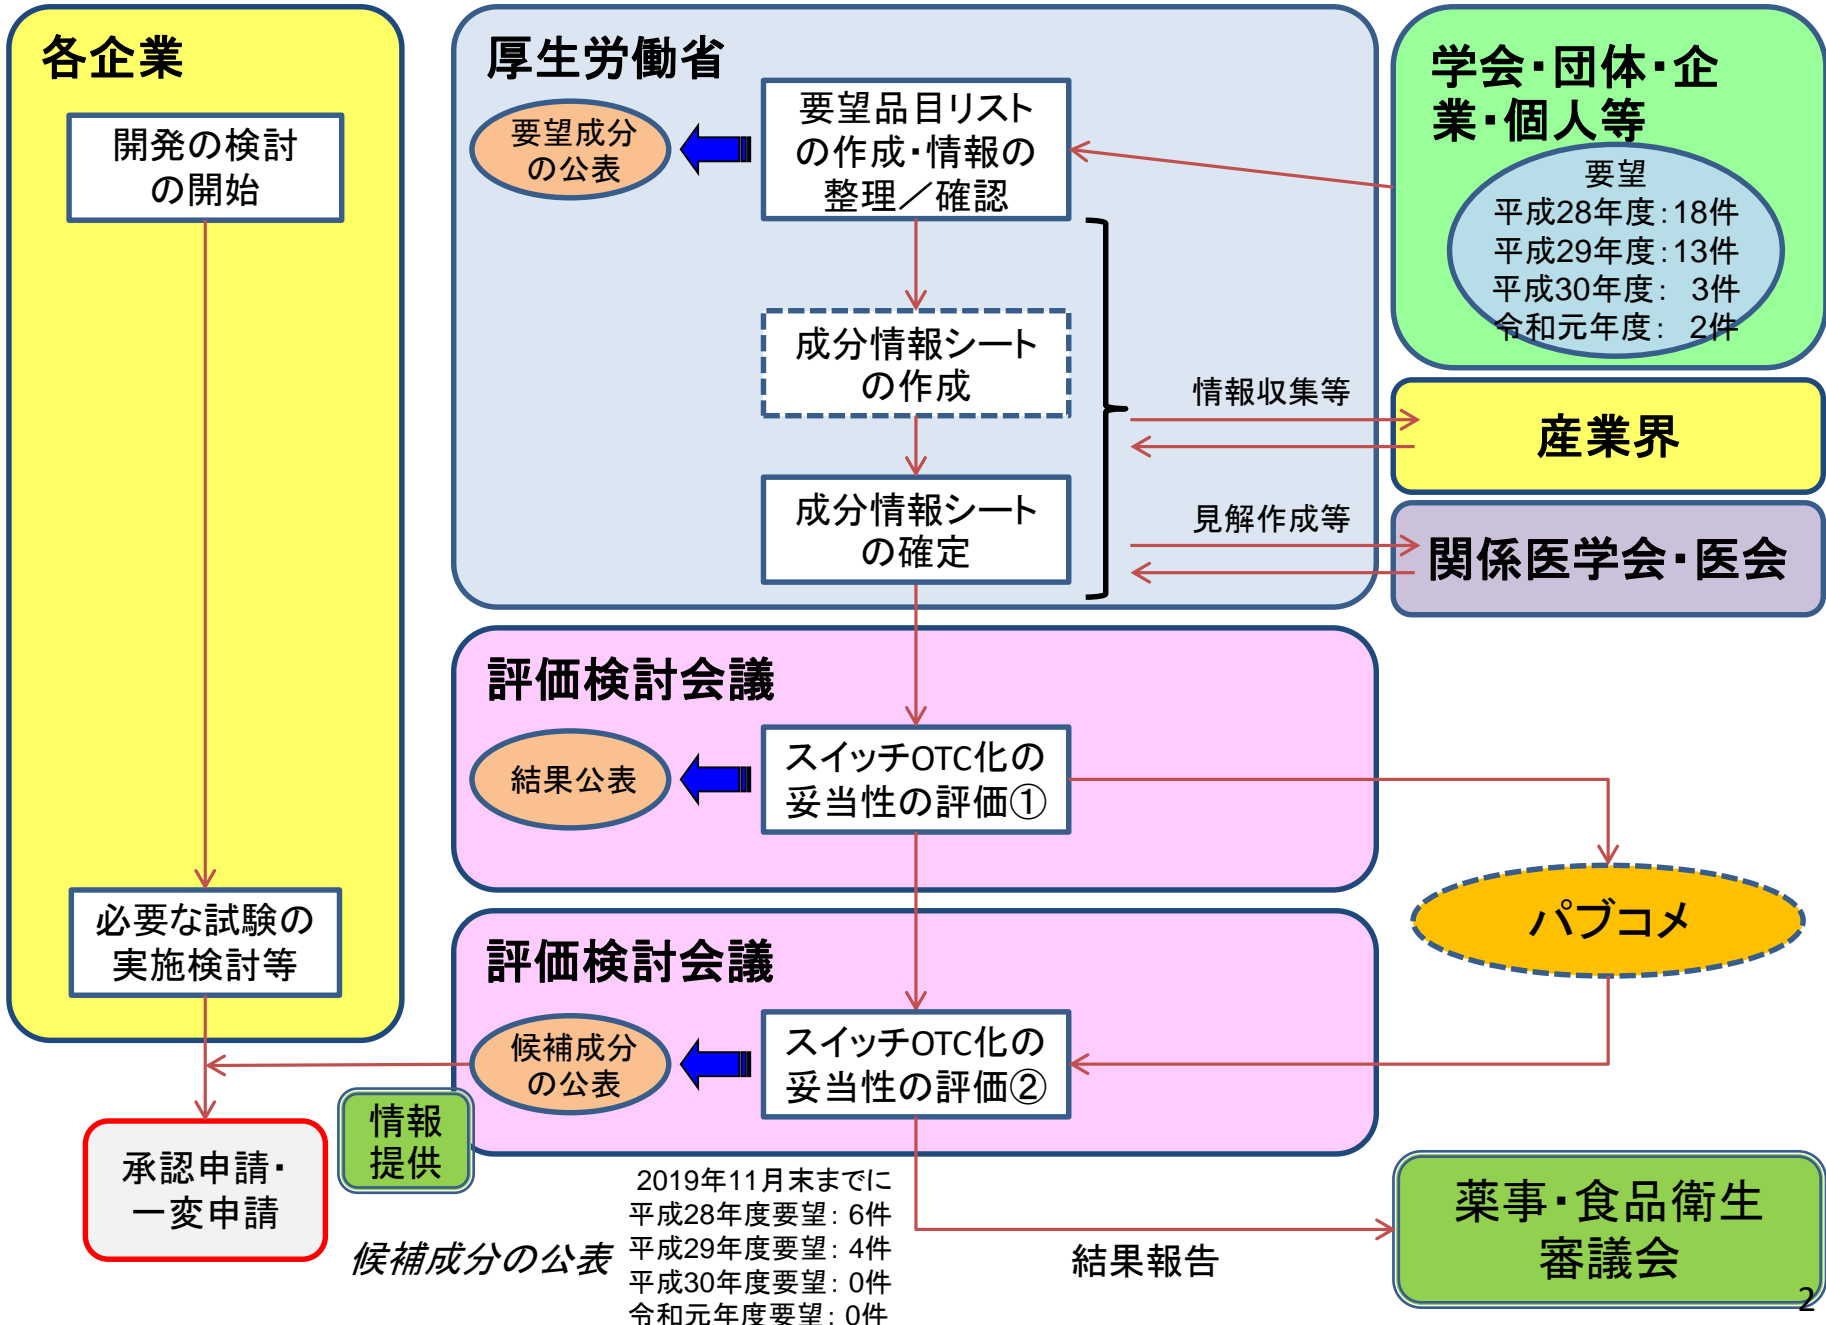 各企業
開発の検討
の開始
必要な試験の
実施検討等
承認申請・
一変申請
厚生労働省
要望成分
の公表
要望品目リスト
の作成・情報の
整理／確認
成分情報シート
の作成
成分情報シート
の確定
学会・団体・企
業・個人等
要望
平成28年度：18件
平成29年度：13件
平成30年度： 3件
令和元年度： 2件
情報収集等
産業界
見解作成等
関係医学会・医会
評価検討会議
結果公表
スイッチOTC化の
妥当性の評価①
パブコメ
評価検討会議
候補成分
の公表
スイッチOTC化の
妥当性の評価②
情報
提供
候補成分の公表
2019年11月末までに
平成28年度要望：6件
平成29年度要望：4件
平成30年度要望：0件
令和元年度要望：0件
結果報告
薬事・食品衛生
審議会
2